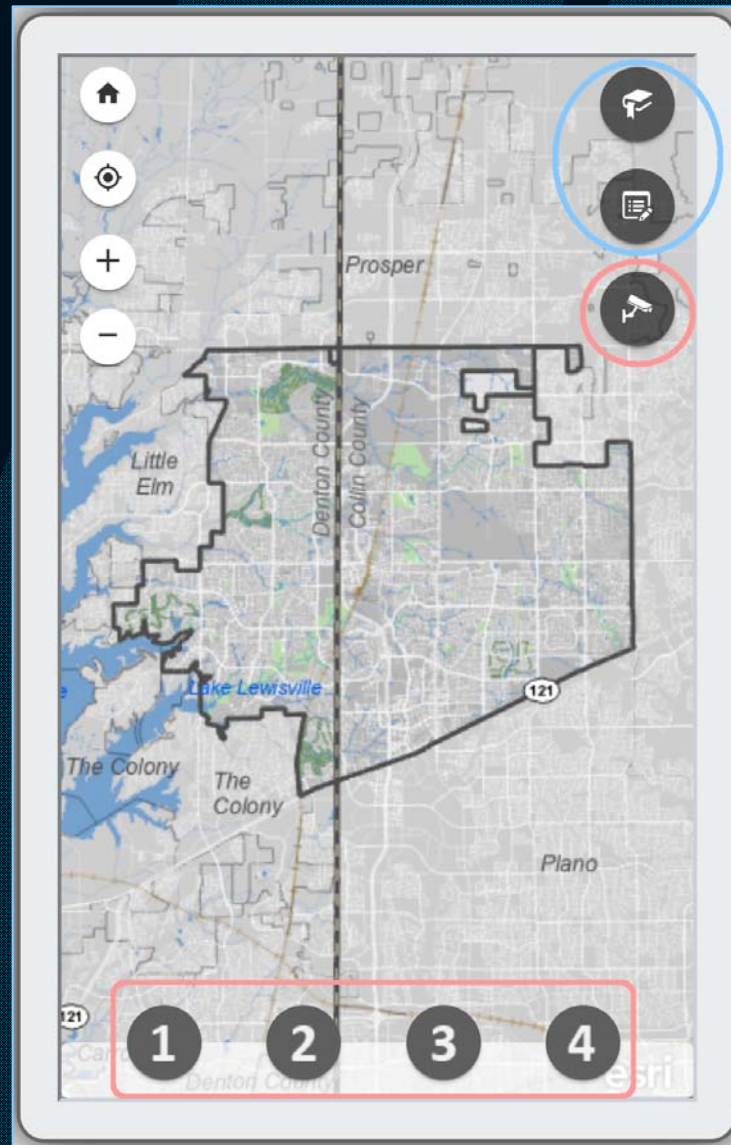 Prosper
Little
Elm
Denton County
Collin County
Lake Lewisville
121
The Colony
The
Colony
Plano
121
1 2 3 4
Denton County
esri